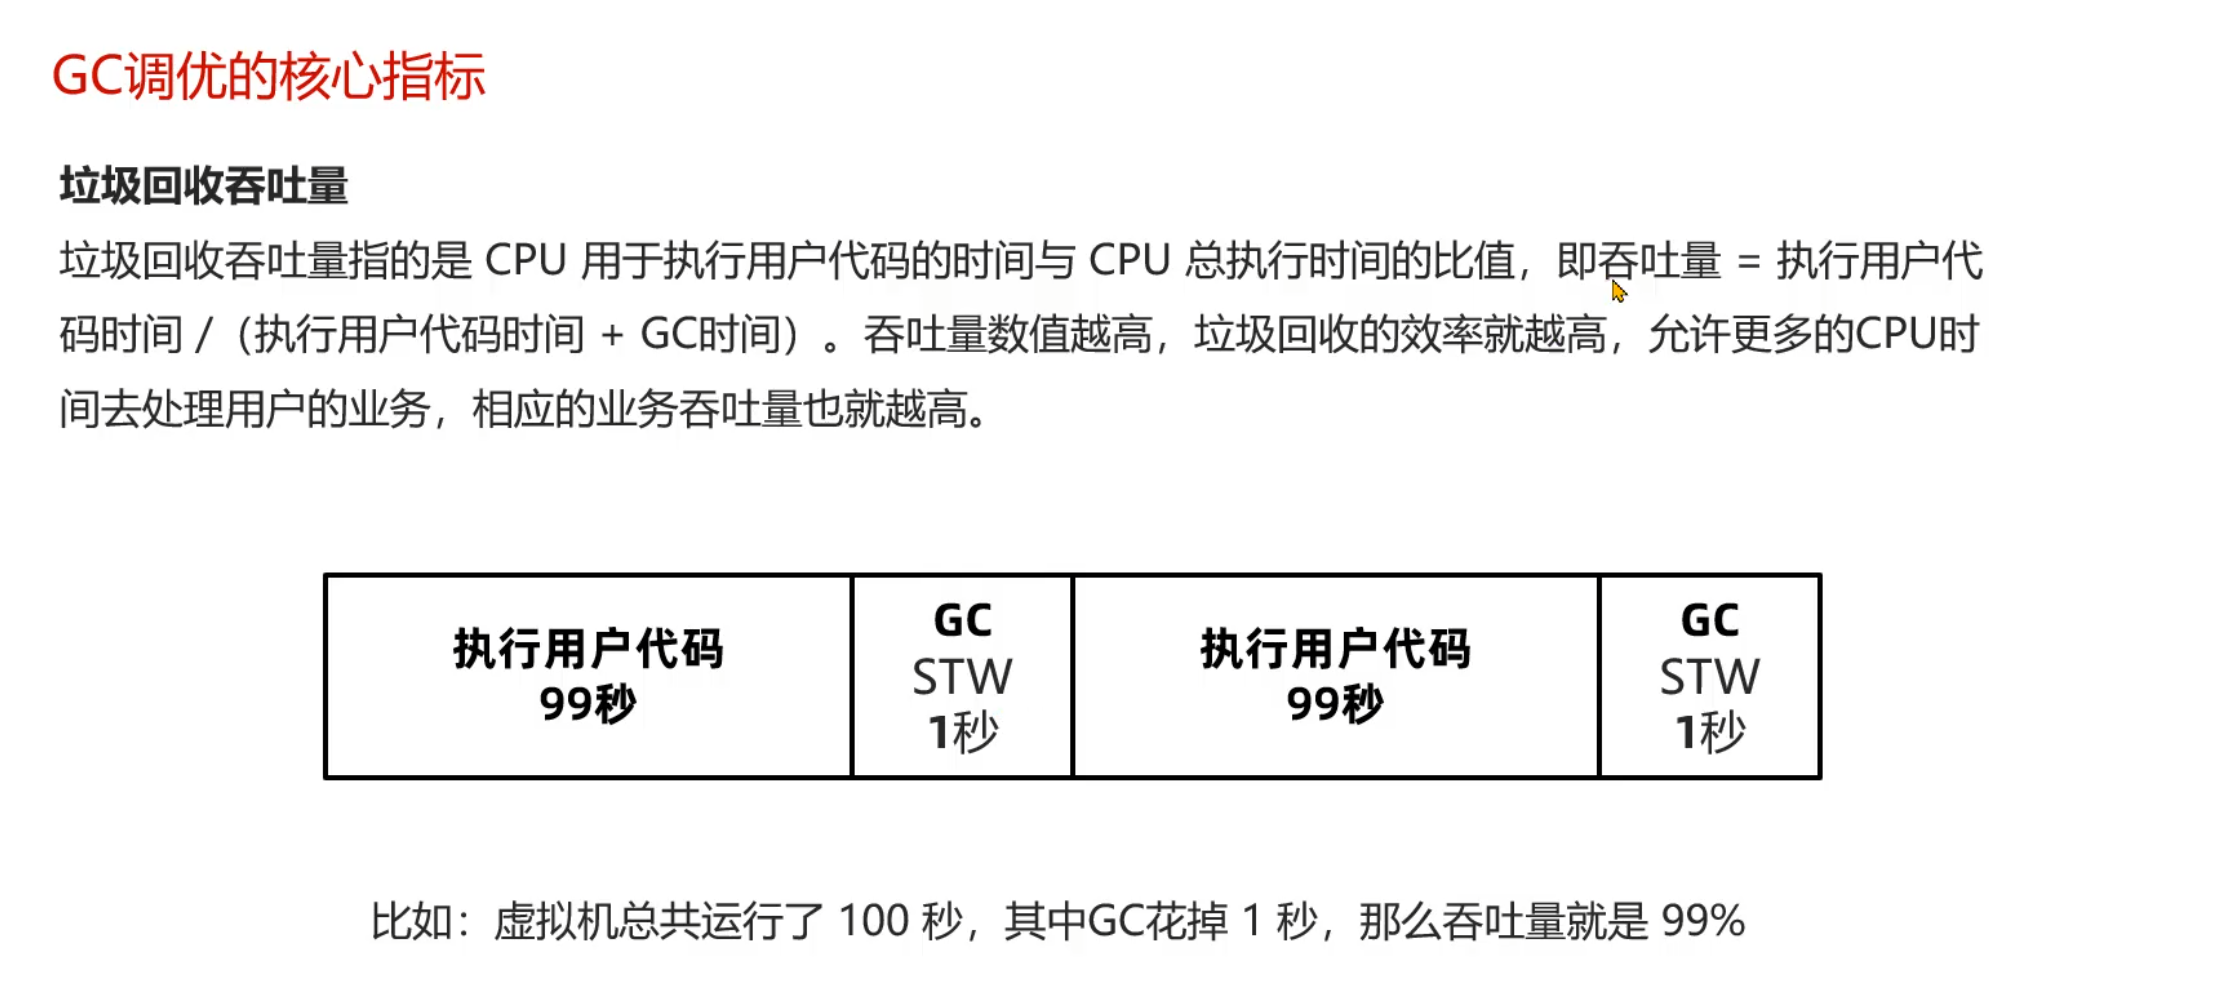 GC调优的核心指标
垃圾回收吞吐量
垃圾回收吞吐量指的是 CPU 用于执行用户代码的时间与 CPU 总执行时间的比值，即吞吐量 = 执行用户代
码时间 /（执行用户代码时间 + GC时间）。吞吐量数值越高，垃圾回收的效率就越高，允许更多的CPU时
间去处理用户的业务，相应的业务吞吐量也就越高。
执行用户代码
99秒
GC
STW
1秒
执行用户代码
99秒
GC
STW
1秒
比如：虚拟机总共运行了 100 秒，其中GC花掉 1 秒，那么吞吐量就是 99%